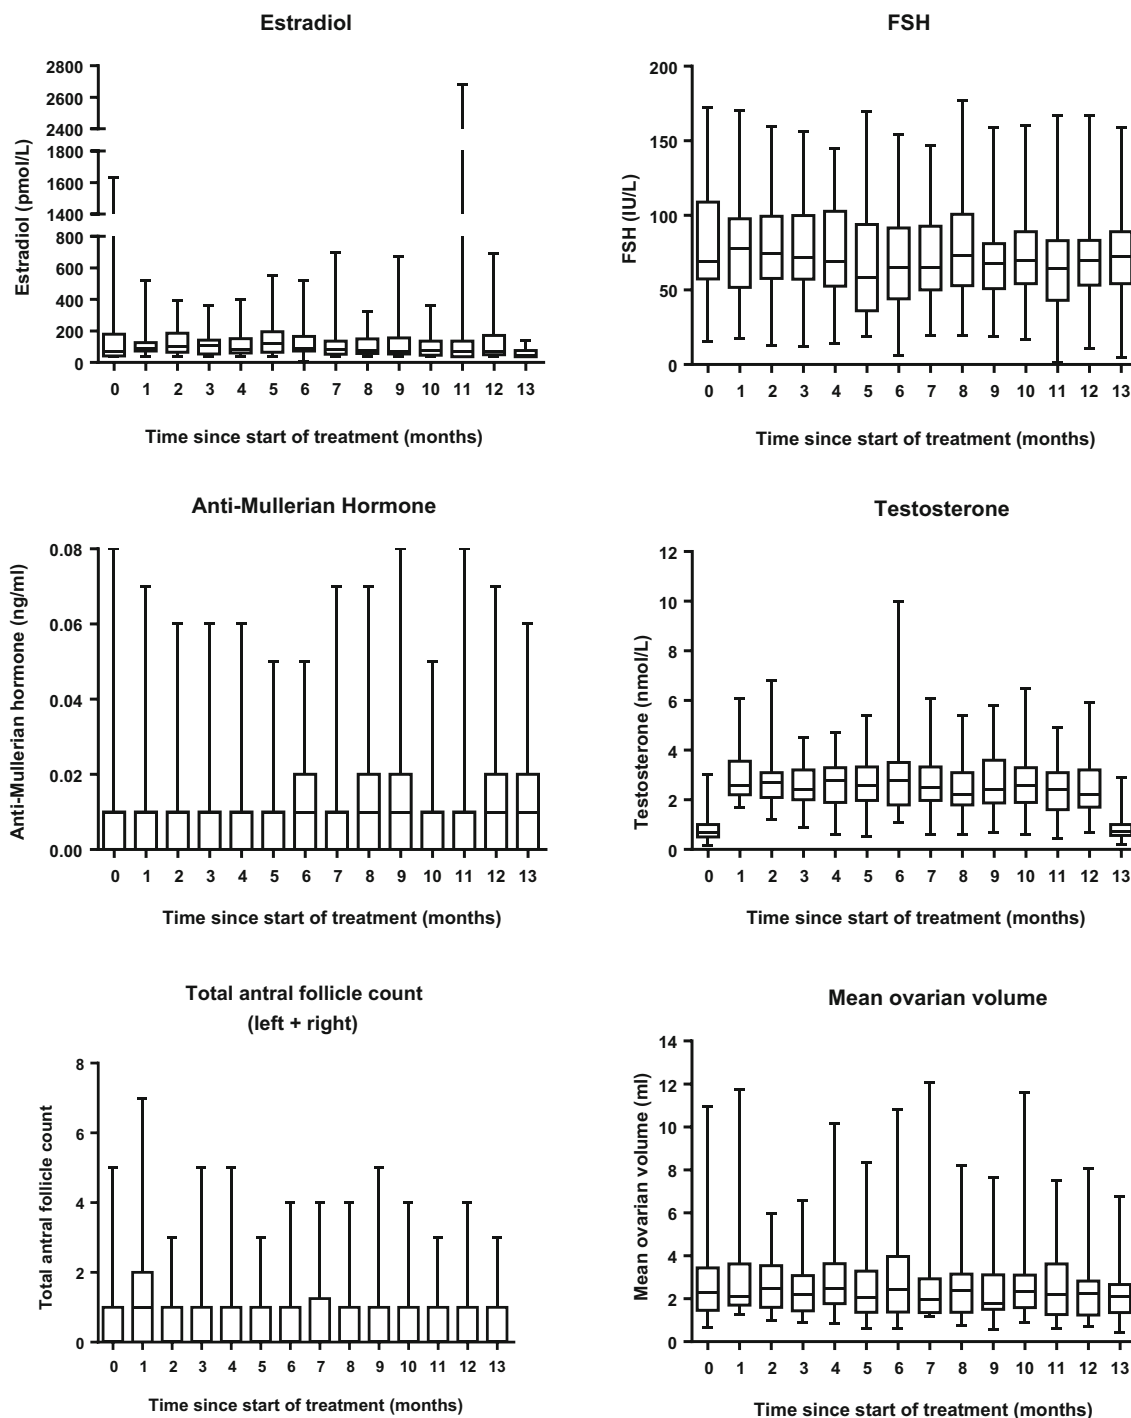 Estradiol
Estradiol (pmol/L)
2800
2600
2400
1800
1600
1400
800
600
400
200
0
0 1 2 3 4 5 6 7 8 9 10 11 12 13
Time since start of treatment (months)
FSH
FSH (IU/L)
200
150
100
50
0
0 1 2 3 4 5 6 7 8 9 10 11 12 13
Time since start of treatment (months)
Anti-Mullerian Hormone
Anti-Mullerian hormone (ng/ml)
0.08
0.06
0.04
0.02
0.00
0 1 2 3 4 5 6 7 8 9 10 11 12 13
Time since start of treatment (months)
Testosterone
Testosterone (nmol/L)
12
10
8
6
4
2
0
0 1 2 3 4 5 6 7 8 9 10 11 12 13
Time since start of treatment (months)
Total antral follicle count
(left + right)
Total antral follicle count
8
6
4
2
0
0 1 2 3 4 5 6 7 8 9 10 11 12 13
Time since start of treatment (months)
Mean ovarian volume
Mean ovarian volume (ml)
14
12
10
8
6
4
2
0
0 1 2 3 4 5 6 7 8 9 10 11 12 13
Time since start of treatment (months)